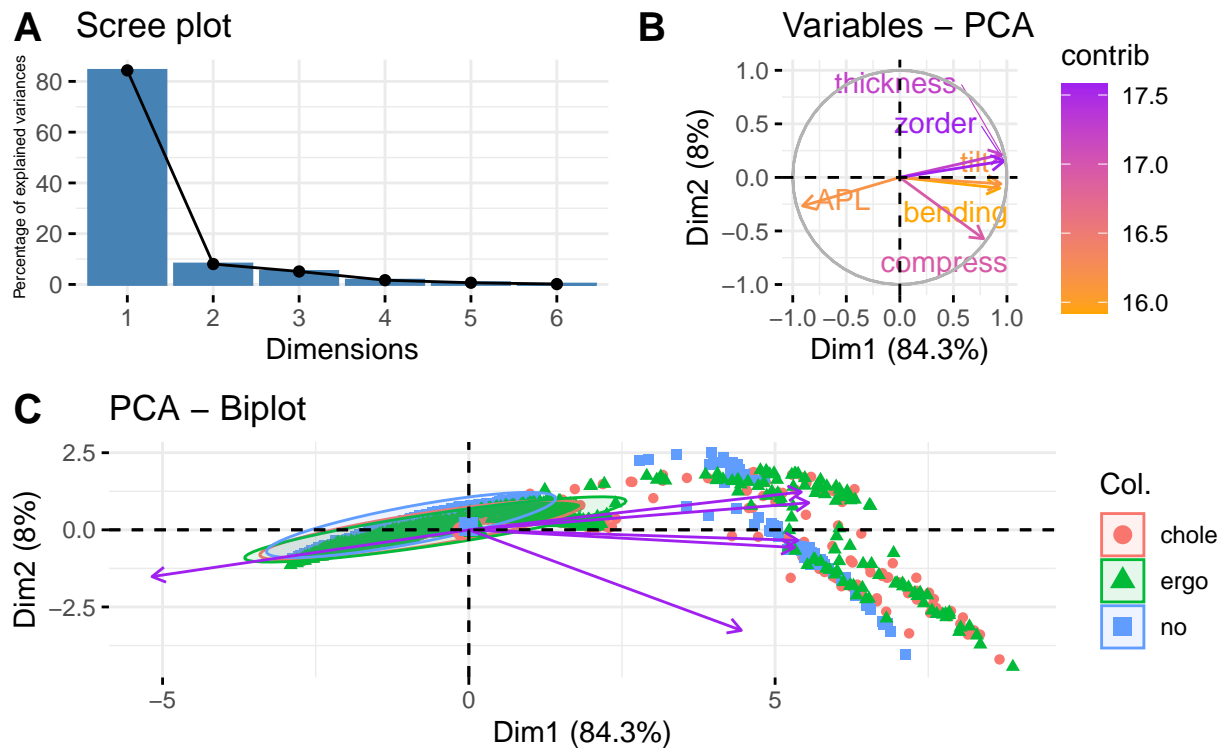 A Scree plot
Percentage of explained variances
80
60
40
20
0
1 2 3 4 5 6
Dimensions
B Variables − PCA
Dim2 (8%)
1.0
0.5
0.0
−0.5
−1.0
thickness
zorder
tilt
APL
bending
compress
−1.0 −0.5 0.0 0.5 1.0
Dim1 (84.3%)
contrib
17.5
17.0
16.5
16.0
C PCA − Biplot
Dim2 (8%)
2.5
0.0
−2.5
−5 0 5
Dim1 (84.3%)
Col.
chole
ergo
no